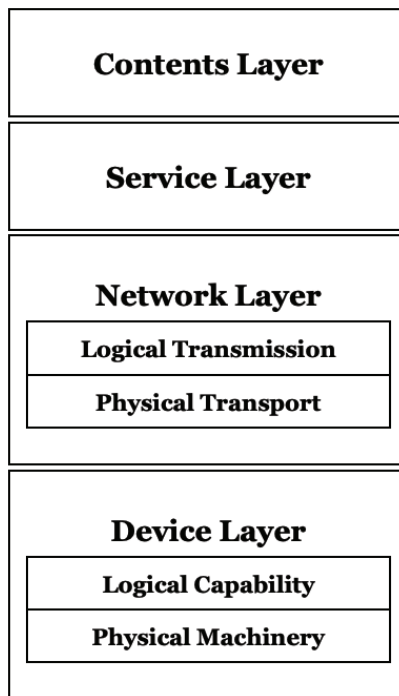 Contents Layer
Service Layer
Network Layer
Logical Transmission
Physical Transport
Device Layer
Logical Capability
Physical Machinery